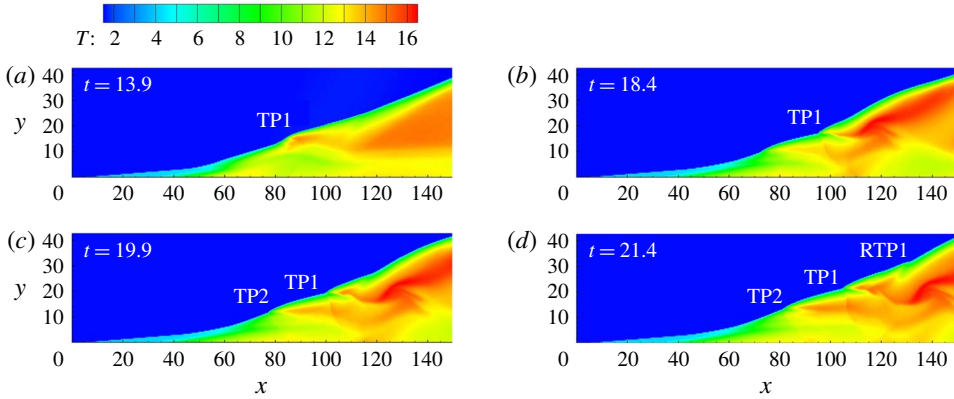 T: 2 4 6 8 10 12 14 16
(a) t = 13.9 TP1
y 40 30 20 10 0
20 40 60 80 100 120 140
(b) t = 18.4 TP1
40 30 20 10 0
20 40 60 80 100 120 140
(c) t = 19.9 TP2 TP1
y 40 30 20 10 0
20 40 60 80 100 120 140
x
(d) t = 21.4 TP2 TP1 RTP1
40 30 20 10 0
20 40 60 80 100 120 140
x